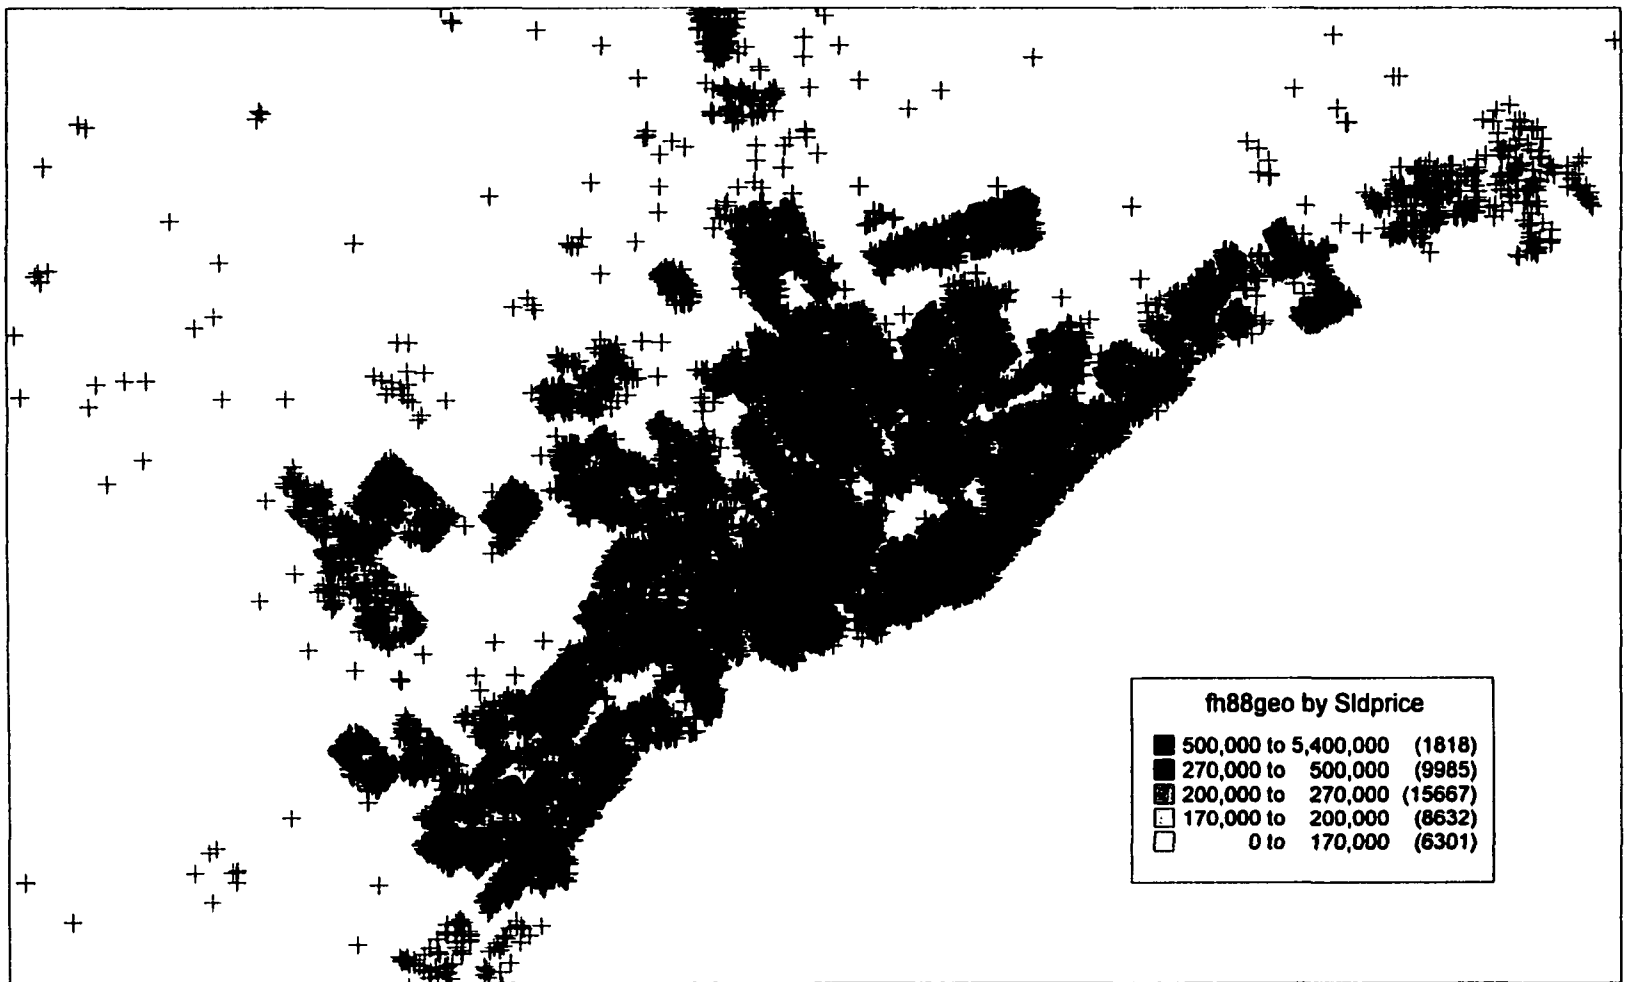 fh88geo by Sldprice
500,000 to 5,400,000 (1818)
270,000 to 500,000 (9985)
200,000 to 270,000 (15667)
170,000 to 200,000 (8632)
0 to 170,000 (6301)